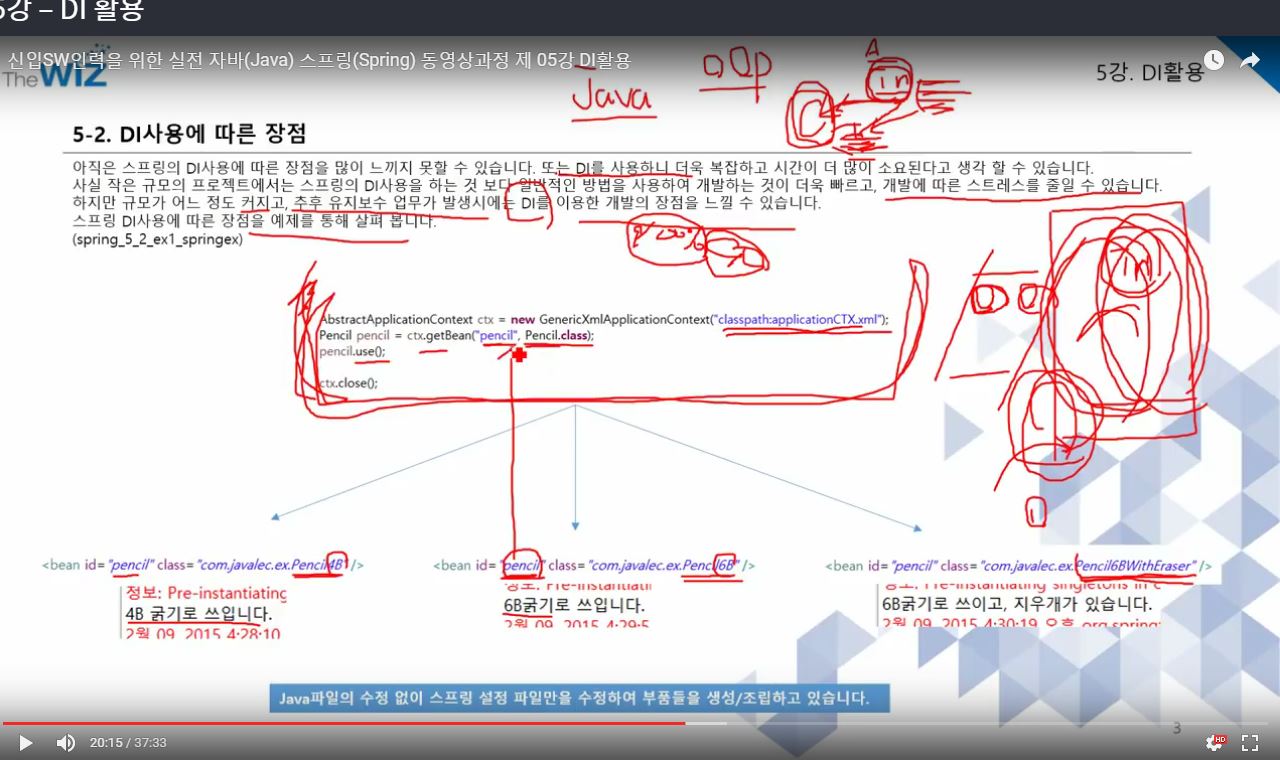 5강 – DI 활용
신입SW인력을 위한 실전 자바(Java) 스프링(Spring) 동영상과정 제 05강 DI활용
TheWiZ
5강. DI활용
Java
5-2. DI사용에 따른 장점
아직은 스프링의 DI사용에 따른 장점을 많이 느끼지 못할 수 있습니다. 또는 DI를 사용하니 더욱 복잡하고 시간이 더 많이 소요된다고 생각 할 수 있습니다.
사실 작은 규모의 프로젝트에서는 스프링의 DI사용을 하는 것 보다 일반적인 방법을 사용하여 개발하는 것이 더욱 빠르고, 개발에 따른 스트레스를 줄일 수 있습니다.
하지만 규모가 어느 정도 커지고, 추후 유지보수 업무가 발생시에는 DI를 이용한 개발의 장점을 느낄 수 있습니다.
스프링 DI사용에 따른 장점을 예제를 통해 살펴 봅니다.
(spring_5_2_ex1_springex)
AbstractApplicationContext ctx = new GenericXmlApplicationContext("classpath:applicationCTX.xml");
Pencil pencil = ctx.getBean("pencil", Pencil.class);
pencil.use();
ctx.close();
<bean id="pencil" class="com.javalec.ex.Pencil4B" />
<bean id="pencil" class="com.javalec.ex.Pencil6B" />
<bean id="pencil" class="com.javalec.ex.Pencil6BWithEraser" />
정보: Pre-instantiating
4B 굵기로 쓰입니다.
2월 09, 2015 4:28:10
정보: Pre-instantiati
6B굵기로 쓰입니다.
2월 09, 2015 4:29:5
정보: Pre-instantiating singletons in
6B굵기로 쓰이고, 지우개가 있습니다.
2월 09, 2015 4:30:19 오후 org.spring
Java파일의 수정 없이 스프링 설정 파일만을 수정하여 부품들을 생성/조립하고 있습니다.
3
20:15 / 37:33
HD